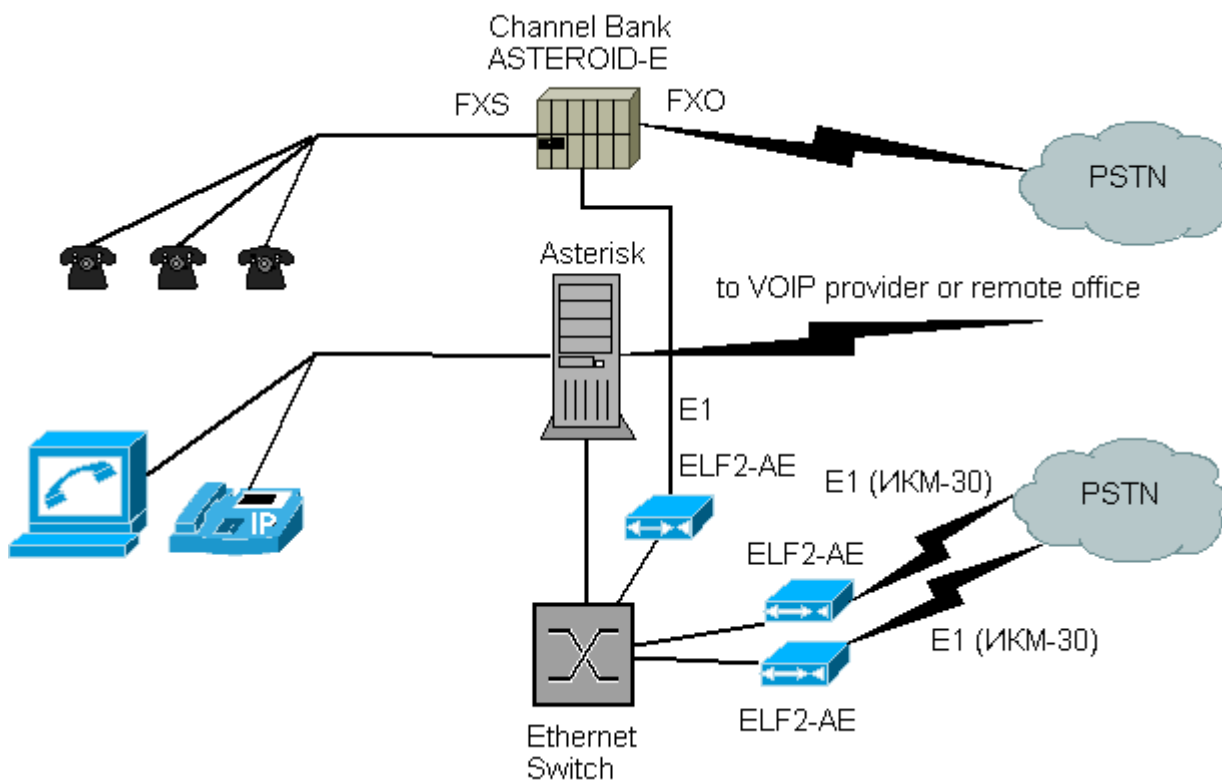 Channel Bank
ASTEROID-E
FXS
FXO
PSTN
Asterisk
to VOIP provider or remote office
E1
ELF2-AE
E1 (ИКМ-30)
PSTN
IP
ELF2-AE
E1 (ИКМ-30)
ELF2-AE
Ethernet
Switch